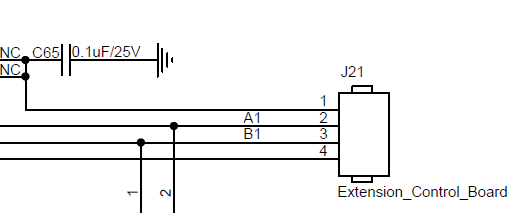 NC C65 0.1uF/25V
NC
J21
1
A1 2
B1 3
4
1 2
Extension_Control_Board